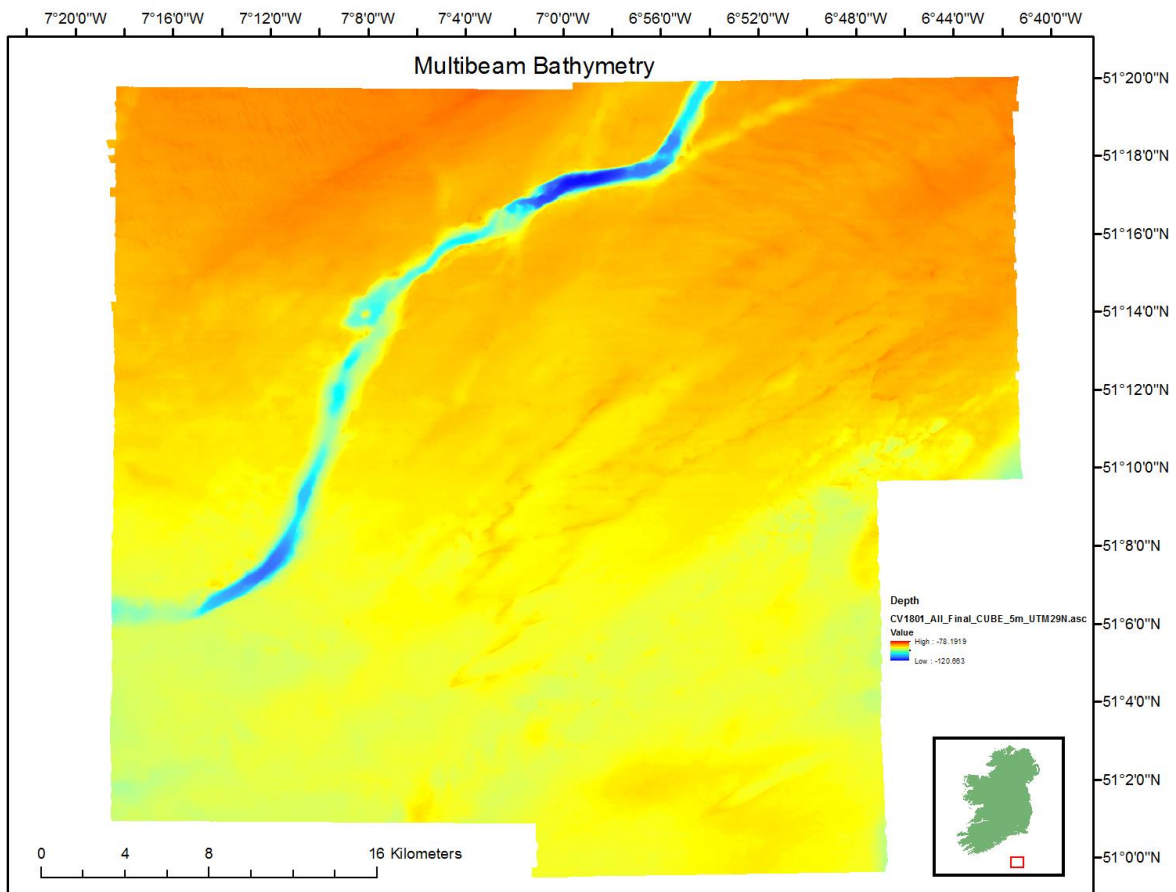 7°20'0"W 7°16'0"W 7°12'0"W 7°8'0"W 7°4'0"W 7°0'0"W 6°56'0"W 6°52'0"W 6°48'0"W 6°44'0"W 6°40'0"W
Multibeam Bathymetry
51°20'0"N
51°18'0"N
51°16'0"N
51°14'0"N
51°12'0"N
51°10'0"N
51°8'0"N
51°6'0"N
51°4'0"N
51°2'0"N
51°0'0"N
Depth
CV1801_All_Final_CUBE_5m_UTM29N.asc
Value
High : -78.1919
Low : -120.663
0 4 8 16 Kilometers